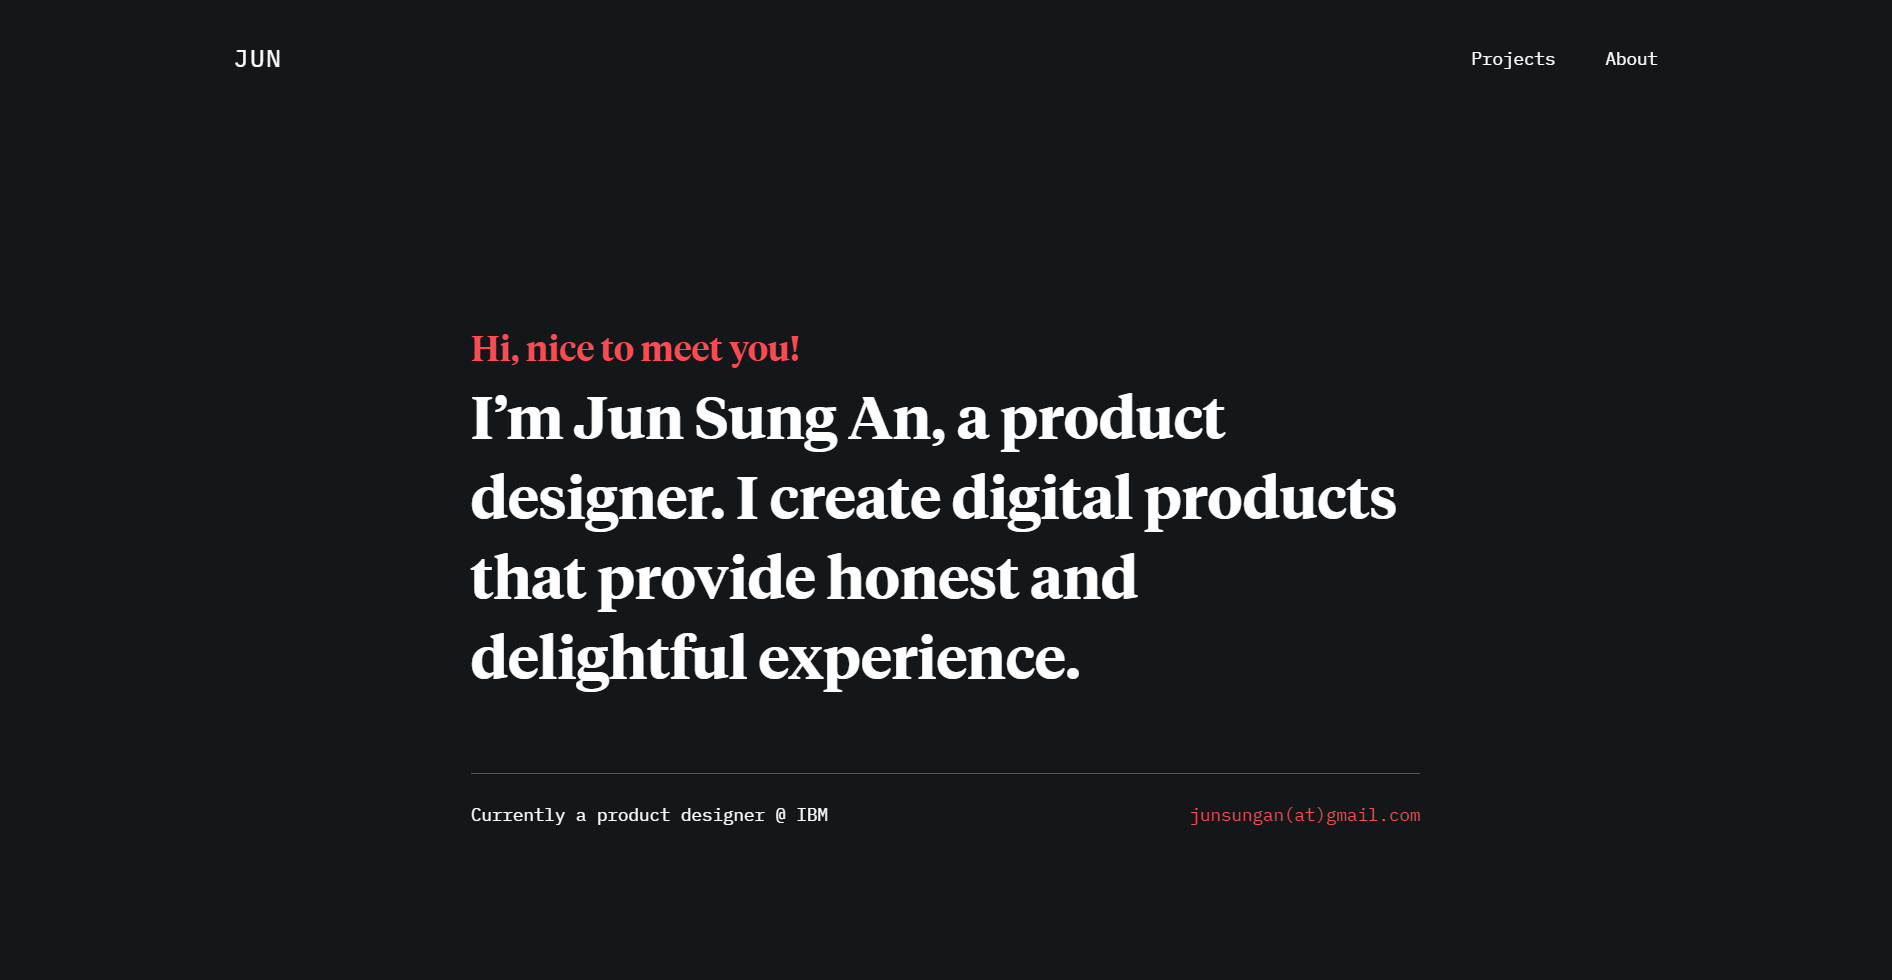 JUN
Projects
About
Hi, nice to meet you!
I’m Jun Sung An, a product
designer. I create digital products
that provide honest and
delightful experience.
Currently a product designer @ IBM
junsungan(at)gmail.com